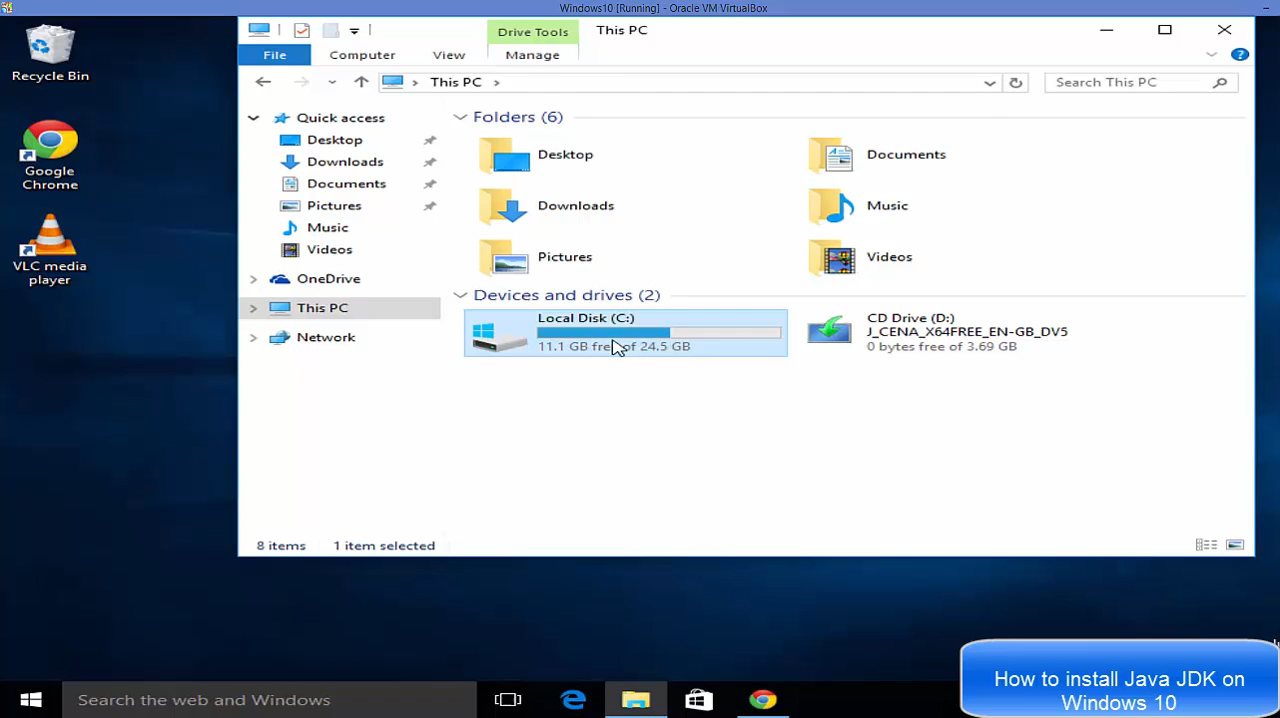 Windows10 [Running] - Oracle VM VirtualBox
Recycle Bin
Google
Chrome
VLC media
player
Drive Tools
This PC
File
Computer
View
Manage
This PC
Search This PC
Quick access
Desktop
Downloads
Documents
Pictures
Music
Videos
OneDrive
This PC
Network
Folders (6)
Desktop
Documents
Downloads
Music
Pictures
Videos
Devices and drives (2)
Local Disk (C:)
11.1 GB free of 24.5 GB
CD Drive (D:)
J_CENA_X64FREE_EN-GB_DV5
0 bytes free of 3.69 GB
8 items
1 item selected
Search the web and Windows
How to install Java JDK on
Windows 10